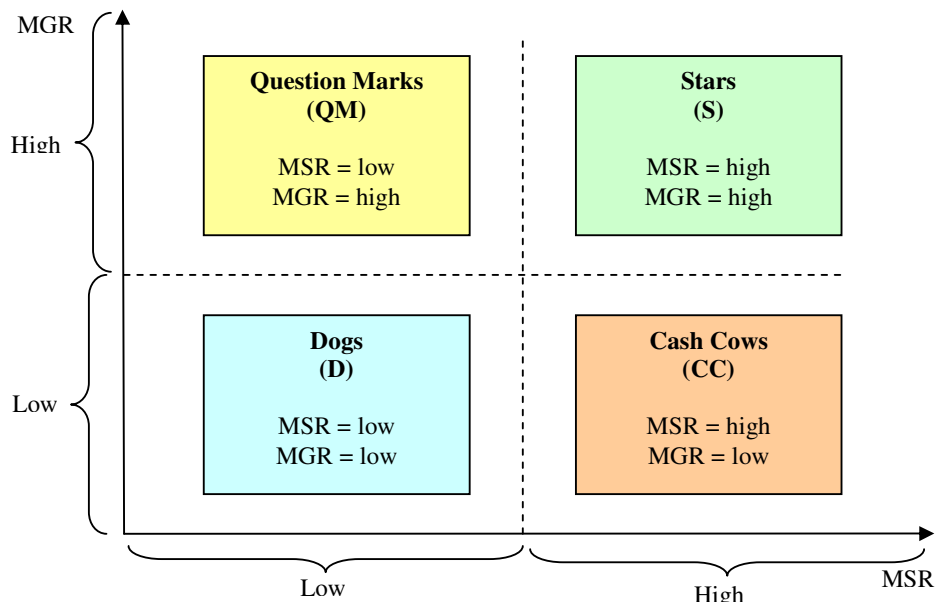 MGR
Question Marks
(QM)
MSR = low
MGR = high
Stars
(S)
MSR = high
MGR = high
High
Dogs
(D)
MSR = low
MGR = low
Cash Cows
(CC)
MSR = high
MGR = low
Low
Low
High
MSR